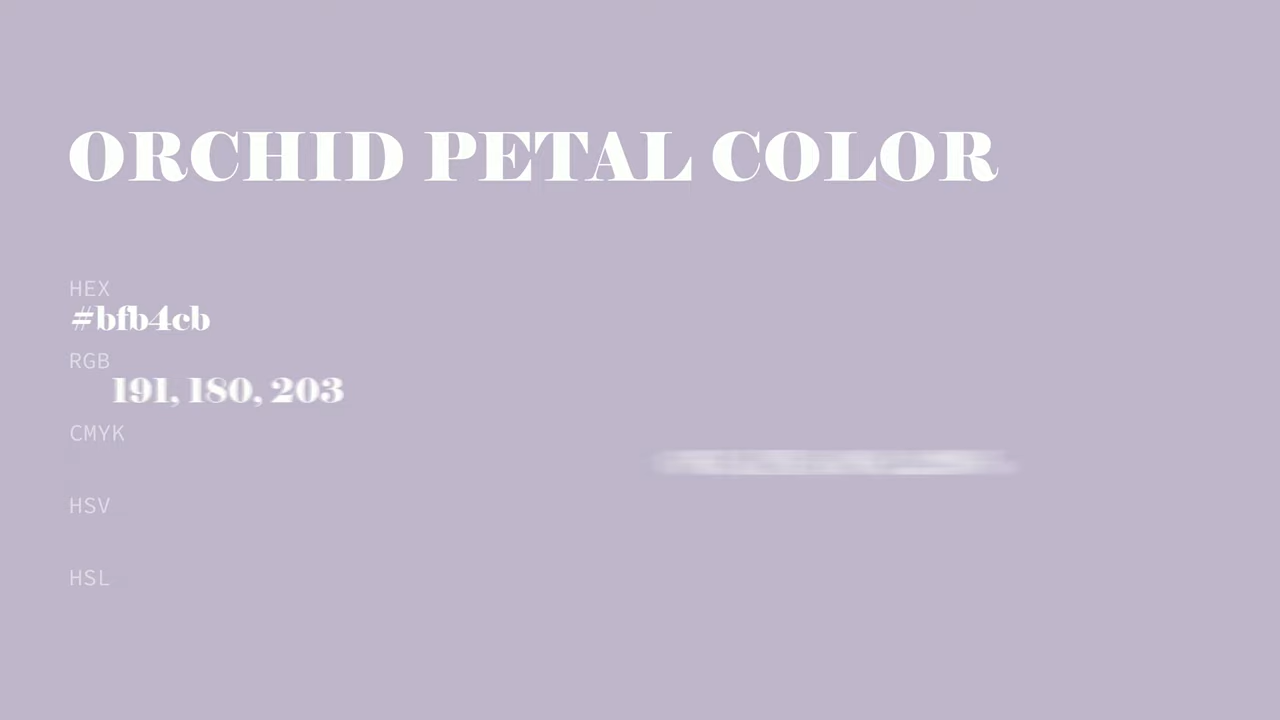 ORCHID PETAL COLOR
HEX
#bfb4cb
RGB
191, 180, 203
CMYK
HSV
HSL